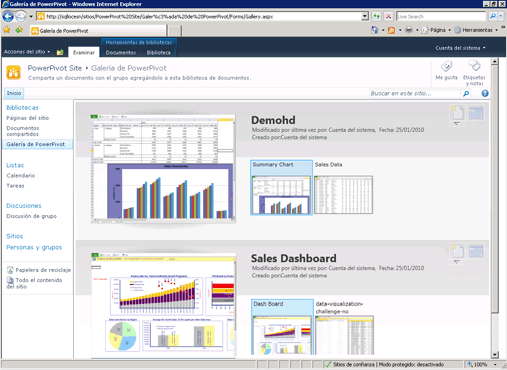 Galería de PowerPivot - Windows Internet Explorer
http://sqllocesn/sitios/PowerPivot%20Site/Galer%c3%ada%20de%20PowerPivot/Forms/Gallery.aspx
Live Search
Galería de PowerPivot
Página
Herramientas
Acciones del sitio
Examinar
Herramientas de bibliotecas
Documentos
Biblioteca
Cuenta del sistema
PowerPivot Site
Galería de PowerPivot
Comparta un documento con el grupo agregándolo a esta biblioteca de documentos.
Me gusta
Etiquetas y notas
Inicio
Buscar en este sitio...
Bibliotecas
Páginas del sitio
Documentos compartidos
Galería de PowerPivot
Listas
Calendario
Tareas
Discusiones
Discusión de grupo
Sitios
Personas y grupos
Papelera de reciclaje
Todo el contenido del sitio
Demohd
Modificado por última vez por: Cuenta del sistema, Fecha: 25/01/2010
Creado por:Cuenta del sistema
Summary Chart
Sales Data
Sales Dashboard
Modificado por última vez por: Cuenta del sistema, Fecha: 25/01/2010
Creado por:Cuenta del sistema
Dash Board
data-visualization-challenge-no
Sitios de confianza | Modo protegido: desactivado
100%